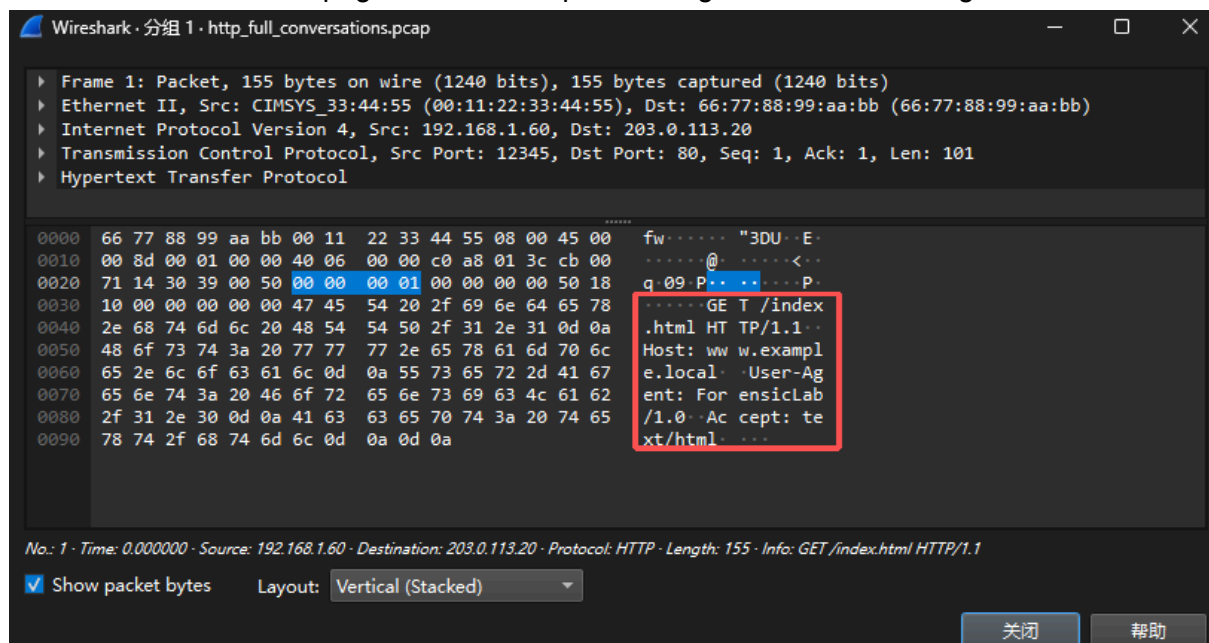 Wireshark · 分组 1 · http_full_conversations.pcap
Frame 1: Packet, 155 bytes on wire (1240 bits), 155 bytes captured (1240 bits)
Ethernet II, Src: CIMSYS_33:44:55 (00:11:22:33:44:55), Dst: 66:77:88:99:aa:bb (66:77:88:99:aa:bb)
Internet Protocol Version 4, Src: 192.168.1.60, Dst: 203.0.113.20
Transmission Control Protocol, Src Port: 12345, Dst Port: 80, Seq: 1, Ack: 1, Len: 101
Hypertext Transfer Protocol
0000 66 77 88 99 aa bb 00 11 22 33 44 55 08 00 45 00 fw······ "3DU··E·
0010 00 8d 00 01 00 00 40 06 00 00 c0 a8 01 3c cb 00 ······@· ·····<··
0020 71 14 30 39 00 50 00 00 00 01 00 00 00 00 50 18 q·09·P·· ······P·
0030 10 00 00 00 00 00 47 45 54 20 2f 69 6e 64 65 78 ······GE T /index
0040 2e 68 74 6d 6c 20 48 54 54 50 2f 31 2e 31 0d 0a .html HT TP/1.1··
0050 48 6f 73 74 3a 20 77 77 77 2e 65 78 61 6d 70 6c Host: ww w.exampl
0060 65 2e 6c 6f 63 61 6c 0d 0a 55 73 65 72 2d 41 67 e.local· ·User-Ag
0070 65 6e 74 3a 20 46 6f 72 65 6e 73 69 63 4c 61 62 ent: For ensicLab
0080 2f 31 2e 30 0d 0a 41 63 63 65 70 74 3a 20 74 65 /1.0··Ac cept: te
0090 78 74 2f 68 74 6d 6c 0d 0a 0d 0a xt/html· ···
No.: 1 · Time: 0.000000 · Source: 192.168.1.60 · Destination: 203.0.113.20 · Protocol: HTTP · Length: 155 · Info: GET /index.html HTTP/1.1
Show packet bytes Layout: Vertical (Stacked)
关闭 帮助